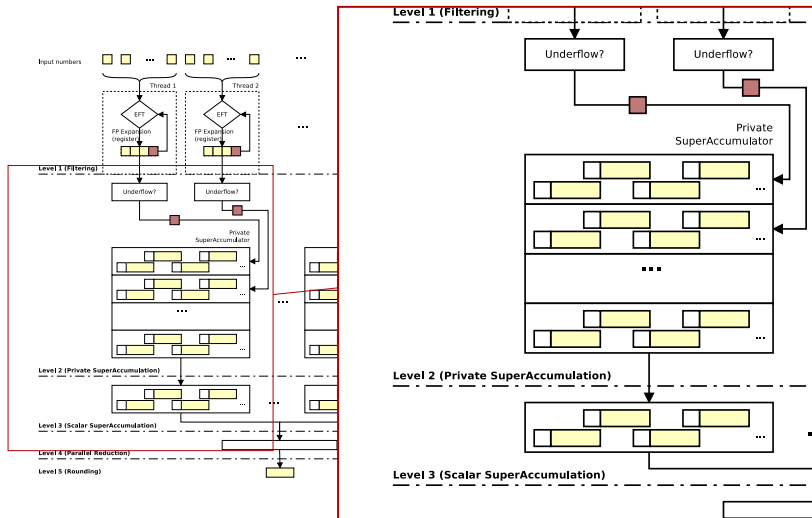 Input numbers
...
...
...
Thread 1
Thread 2
EFT
EFT
...
FP Expansion
(register)
FP Expansion
(register)
Level 1 (Filtering)
Underflow?
Underflow?
Private
SuperAccumulator
...
...
...
...
...
Level 2 (Private SuperAccumulation)
...
...
Level 3 (Scalar SuperAccumulation)
Level 4 (Parallel Reduction)
Level 5 (Rounding)
Level 1 (Filtering)
Underflow?
Underflow?
Private
SuperAccumulator
...
...
...
...
Level 2 (Private SuperAccumulation)
...
Level 3 (Scalar SuperAccumulation)